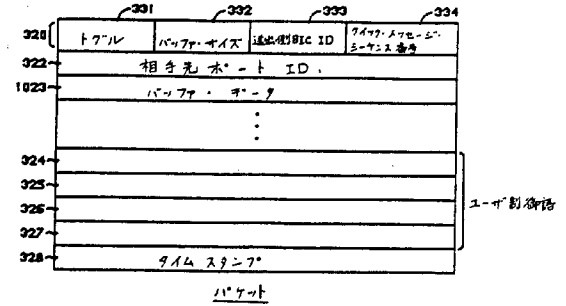 331 332 333 334
320 トグル バッファ・サイズ 送出側BIC ID クイック・メッセージ・
シーケンス番号
322 相手先ポート ID.
1023 バッファ・データ
324
325
326
327
ユーザ制御語
328 タイムスタンプ
パケット